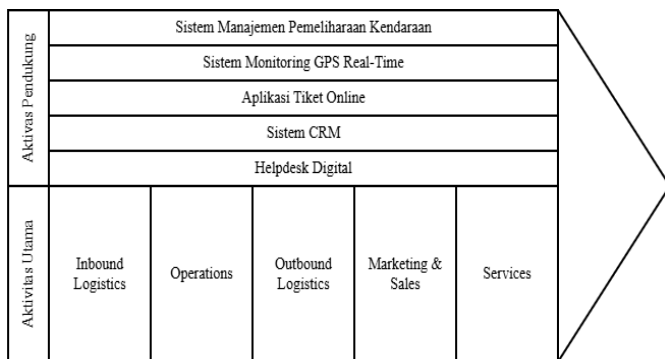 Aktivas Pendukung
Sistem Manajemen Pemeliharaan Kendaraan
Sistem Monitoring GPS Real-Time
Aplikasi Tiket Online
Sistem CRM
Helpdesk Digital
Aktivitas Utama
Inbound
Logistics
Operations
Outbound
Logistics
Marketing &
Sales
Services